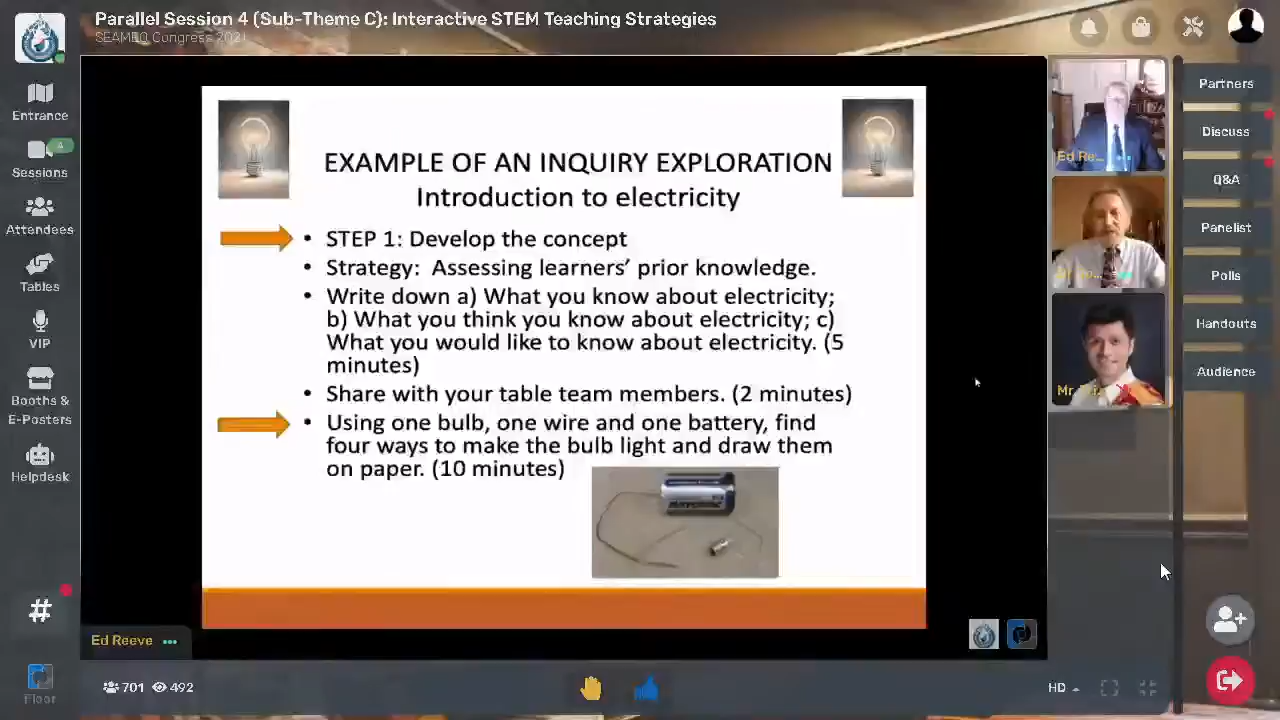 Parallel Session 4 (Sub-Theme C): Interactive STEM Teaching Strategies
SEAMEO Congress 2021
Entrance
4
Sessions
Attendees
Tables
VIP
Booths &
E-Posters
Helpdesk
#
Floor
EXAMPLE OF AN INQUIRY EXPLORATION
Introduction to electricity
• STEP 1: Develop the concept
• Strategy: Assessing learners’ prior knowledge.
• Write down a) What you know about electricity;
b) What you think you know about electricity; c)
What you would like to know about electricity. (5
minutes)
• Share with your table team members. (2 minutes)
• Using one bulb, one wire and one battery, find
four ways to make the bulb light and draw them
on paper. (10 minutes)
Ed Reeve
701 492
Ed Re...
Partners
Discuss
Q&A
Panelist
Polls
Handouts
Audience
HD